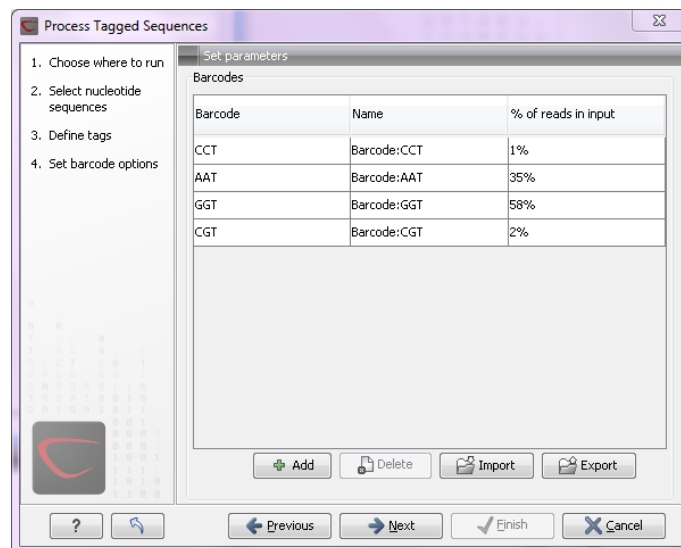 Process Tagged Sequences
1. Choose where to run
2. Select nucleotide
sequences
3. Define tags
4. Set barcode options
Set parameters
Barcodes
Barcode Name % of reads in input
CCT Barcode:CCT 1%
AAT Barcode:AAT 35%
GGT Barcode:GGT 58%
CGT Barcode:CGT 2%
Add Delete Import Export
? Previous Next Finish Cancel